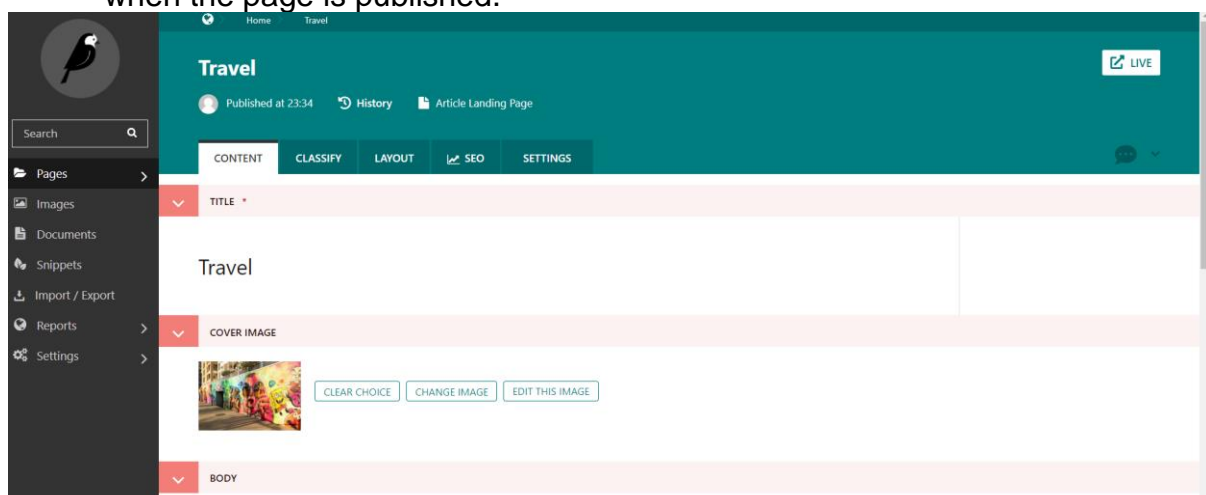 when the page is published.
Home Travel
Travel
LIVE
Published at 23:34 History Article Landing Page
Search
CONTENT CLASSIFY LAYOUT SEO SETTINGS
Pages
Images
Documents
Snippets
Import / Export
Reports
Settings
TITLE *
Travel
COVER IMAGE
CLEAR CHOICE CHANGE IMAGE EDIT THIS IMAGE
BODY